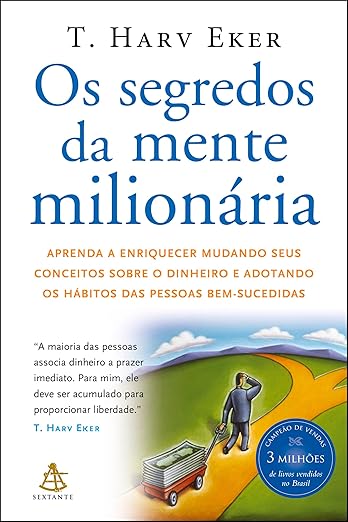 T. HARV EKER
Os segredos
da mente
milionária
APRENDA A ENRIQUECER MUDANDO SEUS
CONCEITOS SOBRE O DINHEIRO E ADOTANDO
OS HÁBITOS DAS PESSOAS BEM-SUCEDIDAS
“A maioria das pessoas
associa dinheiro a prazer
imediato. Para mim, ele
deve ser acumulado para
proporcionar liberdade.”
T. HARV EKER
SEXTANTE
CAMPEÃO DE VENDAS
3 MILHÕES
de livros vendidos
no Brasil